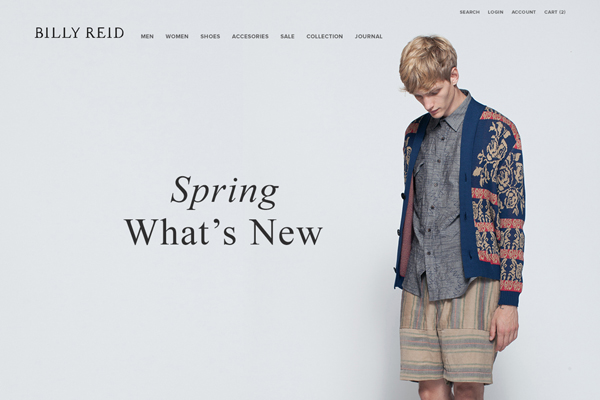 SEARCH LOGIN ACCOUNT CART (2)
BILLY REID MEN WOMEN SHOES ACCESORIES SALE COLLECTION JOURNAL
Spring
What's New